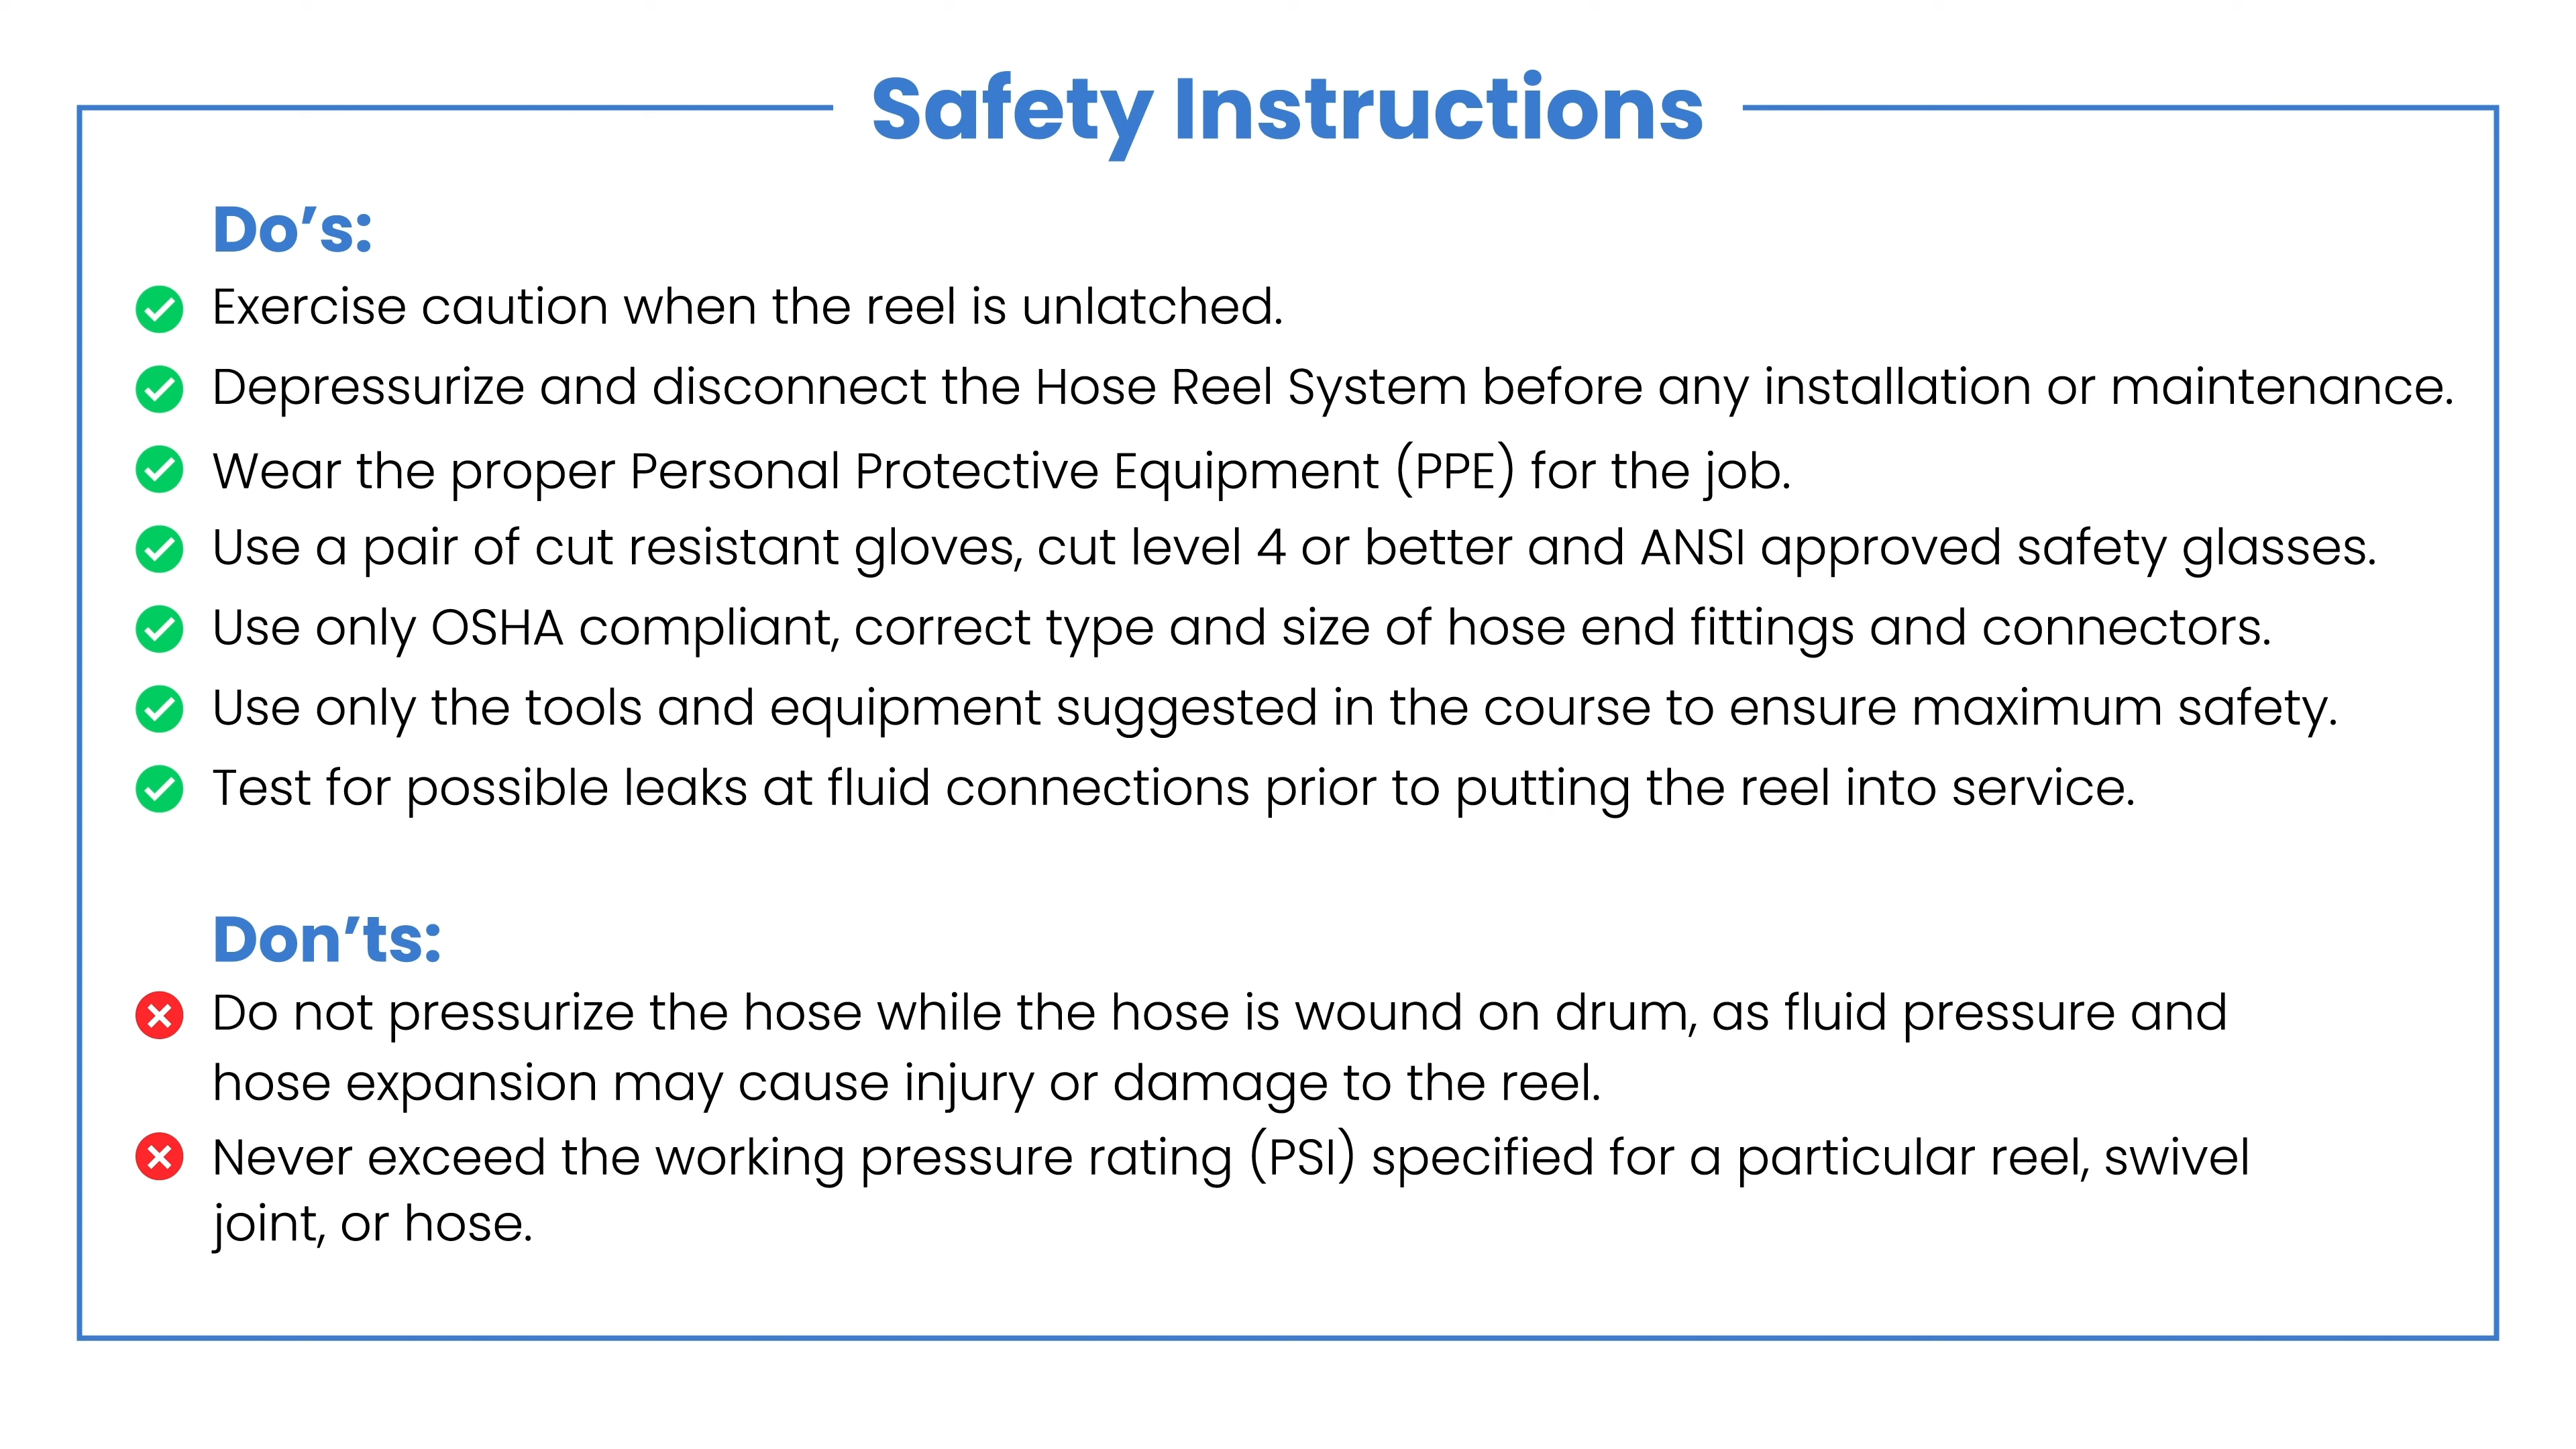 Safety Instructions
Do’s:
Exercise caution when the reel is unlatched.
Depressurize and disconnect the Hose Reel System before any installation or maintenance.
Wear the proper Personal Protective Equipment (PPE) for the job.
Use a pair of cut resistant gloves, cut level 4 or better and ANSI approved safety glasses.
Use only OSHA compliant, correct type and size of hose end fittings and connectors.
Use only the tools and equipment suggested in the course to ensure maximum safety.
Test for possible leaks at fluid connections prior to putting the reel into service.
Don’ts:
Do not pressurize the hose while the hose is wound on drum, as fluid pressure and
hose expansion may cause injury or damage to the reel.
Never exceed the working pressure rating (PSI) specified for a particular reel, swivel
joint, or hose.